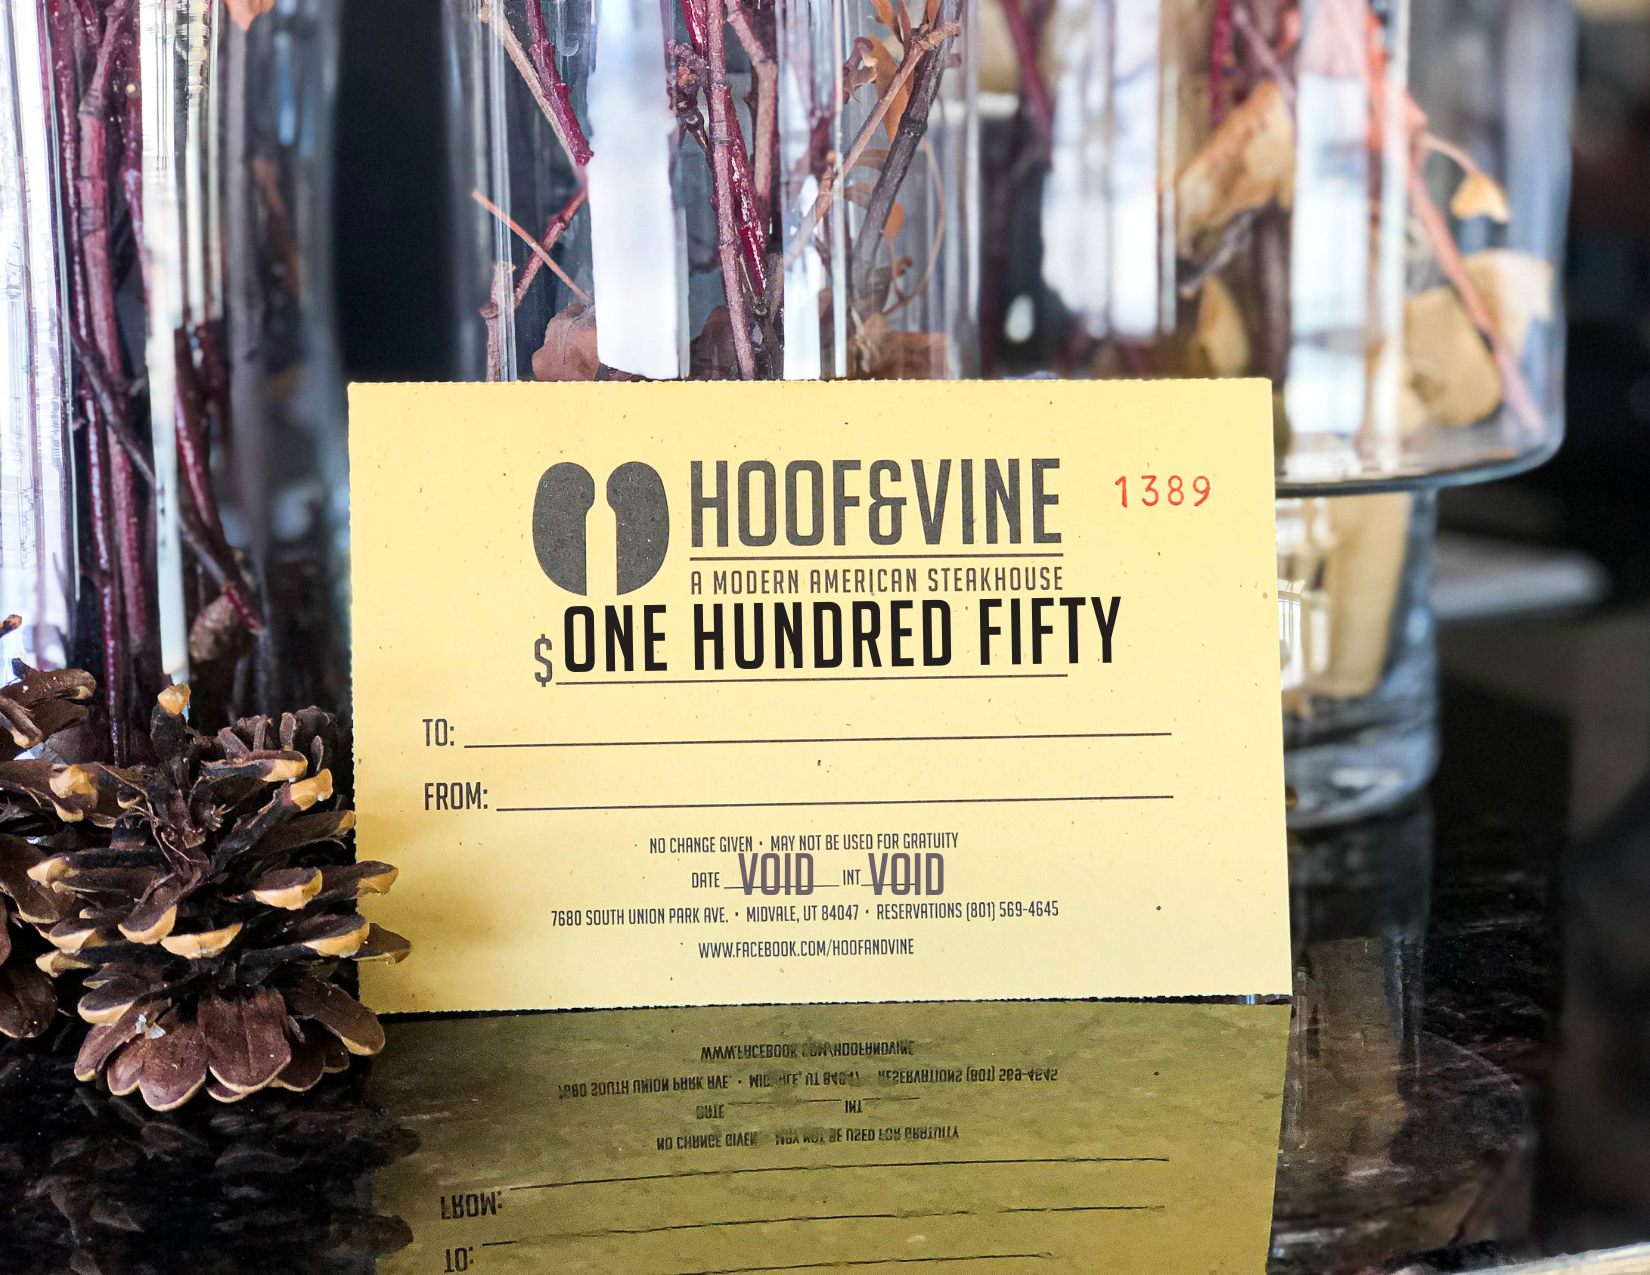 HOOF&VINE
1389
A MODERN AMERICAN STEAKHOUSE
$ONE HUNDRED FIFTY
TO:
FROM:
NO CHANGE GIVEN • MAY NOT BE USED FOR GRATUITY
DATE VOID INT VOID
7680 SOUTH UNION PARK AVE. • MIDVALE, UT 84047 • RESERVATIONS (801) 569-4645
WWW.FACEBOOK.COM/HOOFANDVINE